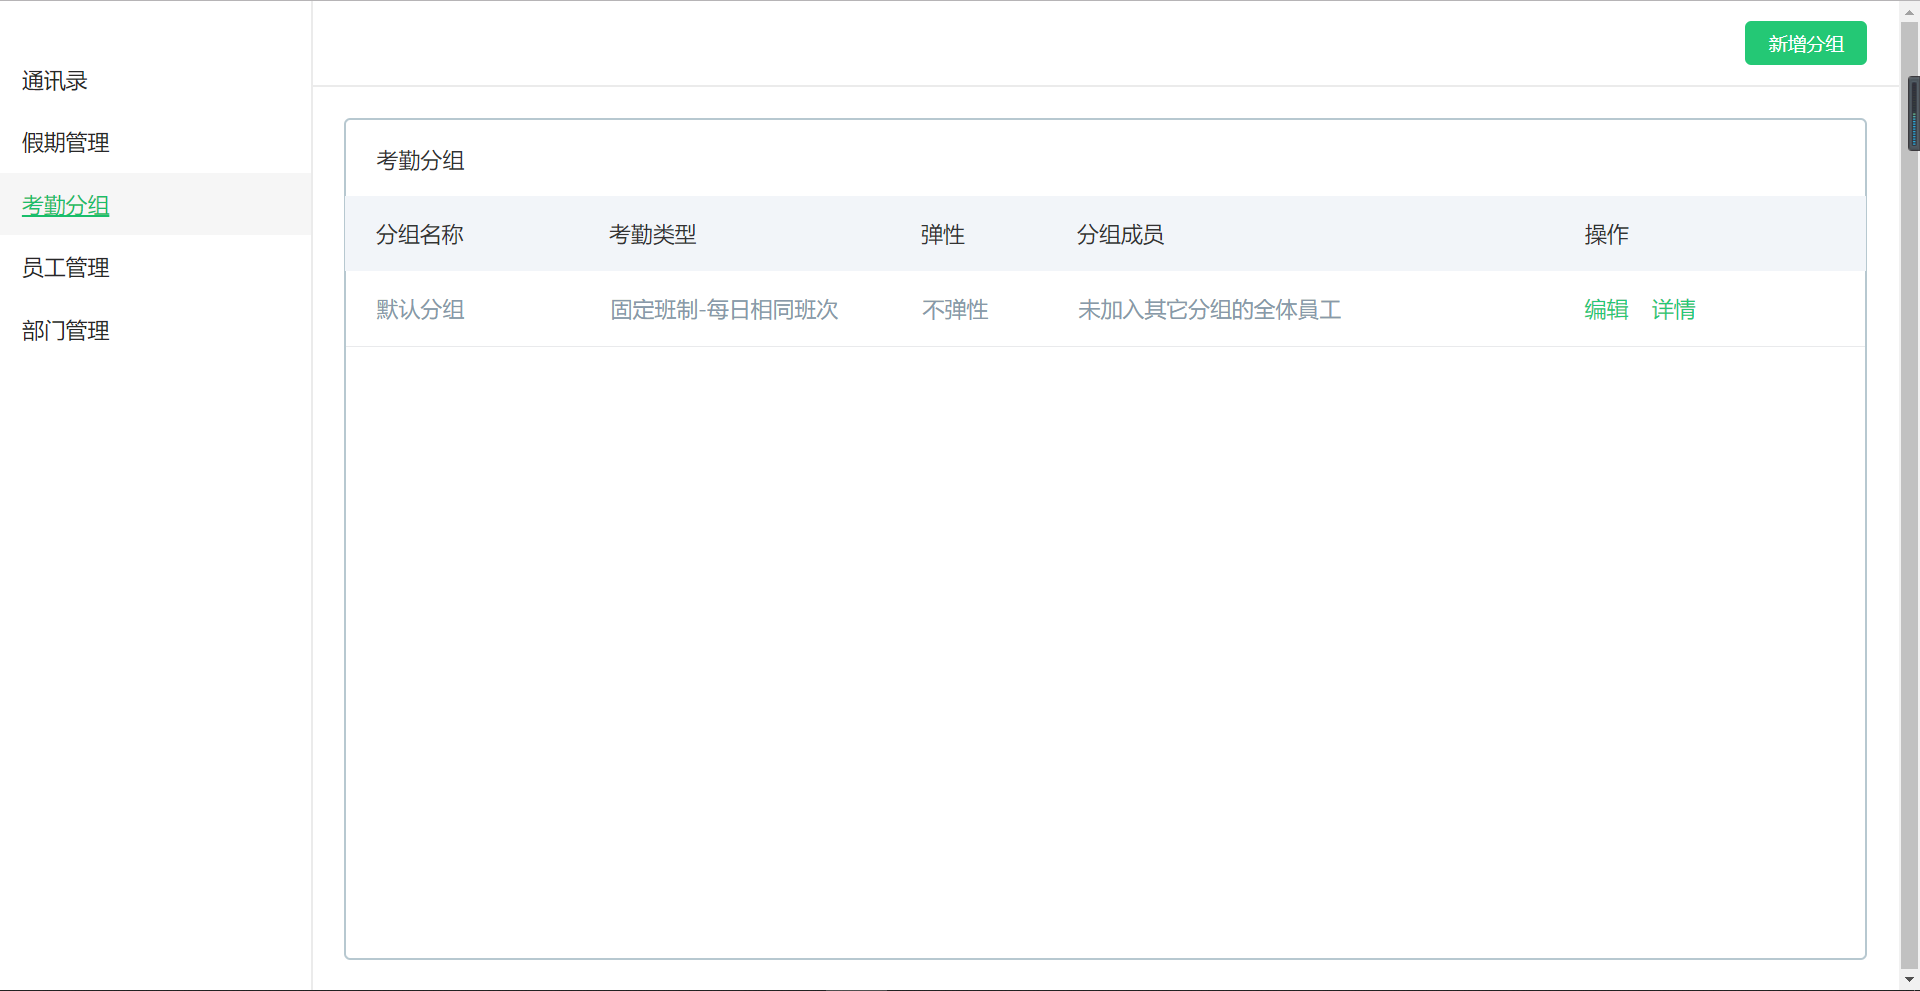 新增分组
通讯录
假期管理
考勤分组
员工管理
部门管理
考勤分组
分组名称 考勤类型 弹性 分组成员 操作
默认分组 固定班制-每日相同班次 不弹性 未加入其它分组的全体員工 编辑 详情